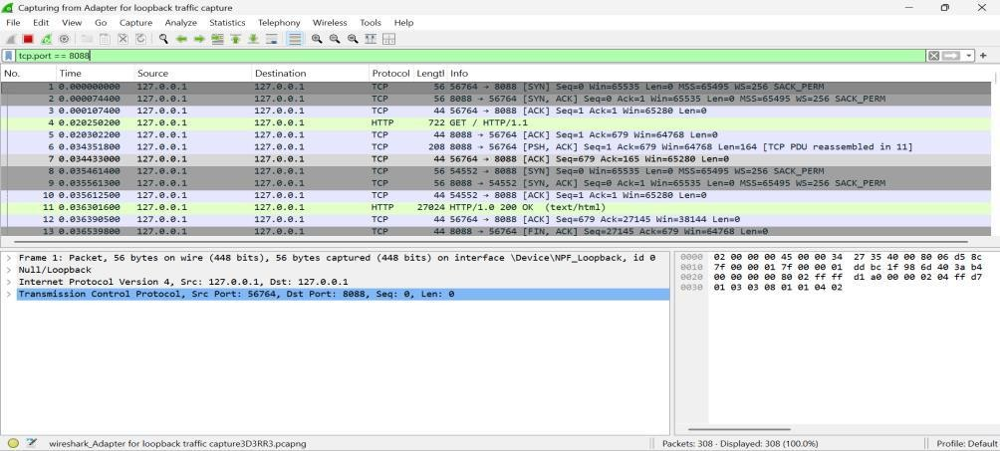 Capturing from Adapter for loopback traffic capture
File Edit View Go Capture Analyze Statistics Telephony Wireless Tools Help
tcp.port == 8088
No. Time Source Destination Protocol Lengtl Info
1 0.000000000 127.0.0.1 127.0.0.1 TCP 56 56764 → 8088 [SYN] Seq=0 Win=65535 Len=0 MSS=65495 WS=256 SACK_PERM
2 0.000074400 127.0.0.1 127.0.0.1 TCP 56 8088 → 56764 [SYN, ACK] Seq=0 Ack=1 Win=65535 Len=0 MSS=65495 WS=256 SACK_PERM
3 0.000107400 127.0.0.1 127.0.0.1 TCP 44 56764 → 8088 [ACK] Seq=1 Ack=1 Win=65280 Len=0
4 0.020250200 127.0.0.1 127.0.0.1 HTTP 722 GET / HTTP/1.1
5 0.020302200 127.0.0.1 127.0.0.1 TCP 44 8088 → 56764 [ACK] Seq=1 Ack=679 Win=64768 Len=0
6 0.034351800 127.0.0.1 127.0.0.1 TCP 208 8088 → 56764 [PSH, ACK] Seq=1 Ack=679 Win=64768 Len=164 [TCP PDU reassembled in 11]
7 0.034433000 127.0.0.1 127.0.0.1 TCP 44 56764 → 8088 [ACK] Seq=679 Ack=165 Win=65280 Len=0
8 0.035461400 127.0.0.1 127.0.0.1 TCP 56 54552 → 8088 [SYN] Seq=0 Win=65535 Len=0 MSS=65495 WS=256 SACK_PERM
9 0.035561300 127.0.0.1 127.0.0.1 TCP 56 8088 → 54552 [SYN, ACK] Seq=0 Ack=1 Win=65535 Len=0 MSS=65495 WS=256 SACK_PERM
10 0.035612500 127.0.0.1 127.0.0.1 TCP 44 54552 → 8088 [ACK] Seq=1 Ack=1 Win=65280 Len=0
11 0.036301600 127.0.0.1 127.0.0.1 HTTP 27024 HTTP/1.0 200 OK (text/html)
12 0.036390500 127.0.0.1 127.0.0.1 TCP 44 56764 → 8088 [ACK] Seq=679 Ack=27145 Win=38144 Len=0
13 0.036539800 127.0.0.1 127.0.0.1 TCP 44 8088 → 56764 [FIN, ACK] Seq=27145 Ack=679 Win=64768 Len=0
Frame 1: Packet, 56 bytes on wire (448 bits), 56 bytes captured (448 bits) on interface \Device\NPF_Loopback, id 0
Null/Loopback
Internet Protocol Version 4, Src: 127.0.0.1, Dst: 127.0.0.1
Transmission Control Protocol, Src Port: 56764, Dst Port: 8088, Seq: 0, Len: 0
0000 02 00 00 00 45 00 00 34 27 35 40 00 80 06 d5 8c
0010 7f 00 00 01 7f 00 00 01 dd bc 1f 98 6d 40 3a b4
0020 00 00 00 00 80 02 ff ff d1 a0 00 00 02 04 ff d7
0030 01 03 03 08 01 01 04 02
wireshark_Adapter for loopback traffic capture3D3RR3.pcapng
Packets: 308 · Displayed: 308 (100.0%)
Profile: Default